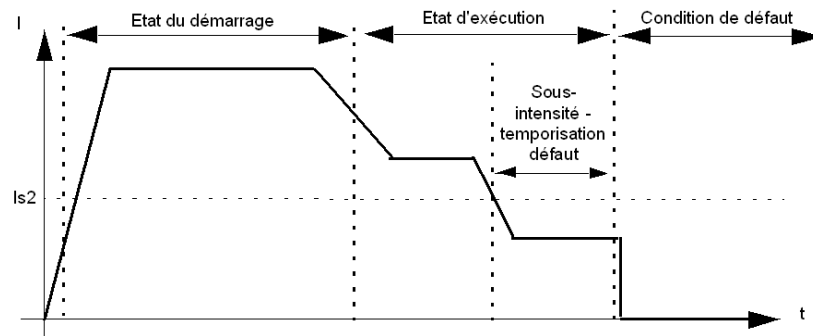 I
Etat du démarrage
Etat d'exécution
Condition de défaut
Sous-
intensité -
temporisation
défaut
Is2
t